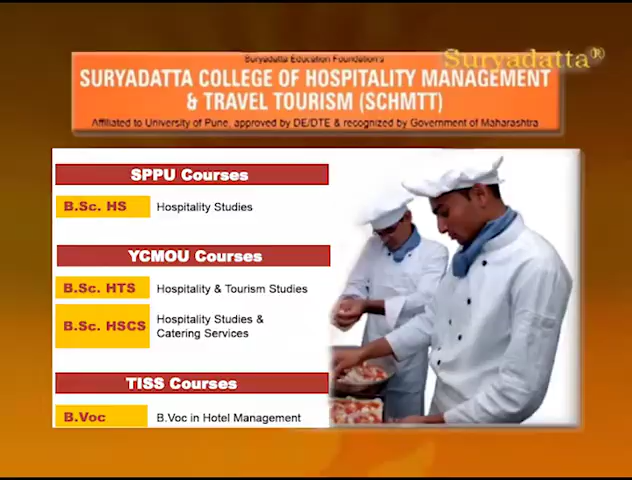 Suryadatta®
Suryadatta Education Foundation's
SURYADATTA COLLEGE OF HOSPITALITY MANAGEMENT
& TRAVEL TOURISM (SCHMTT)
Affiliated to University of Pune, approved by DE/DTE & recognized by Government of Maharashtra
SPPU Courses
B.Sc. HS Hospitality Studies
YCMOU Courses
B.Sc. HTS Hospitality & Tourism Studies
B.Sc. HSCS Hospitality Studies &
Catering Services
TISS Courses
B.Voc B.Voc in Hotel Management